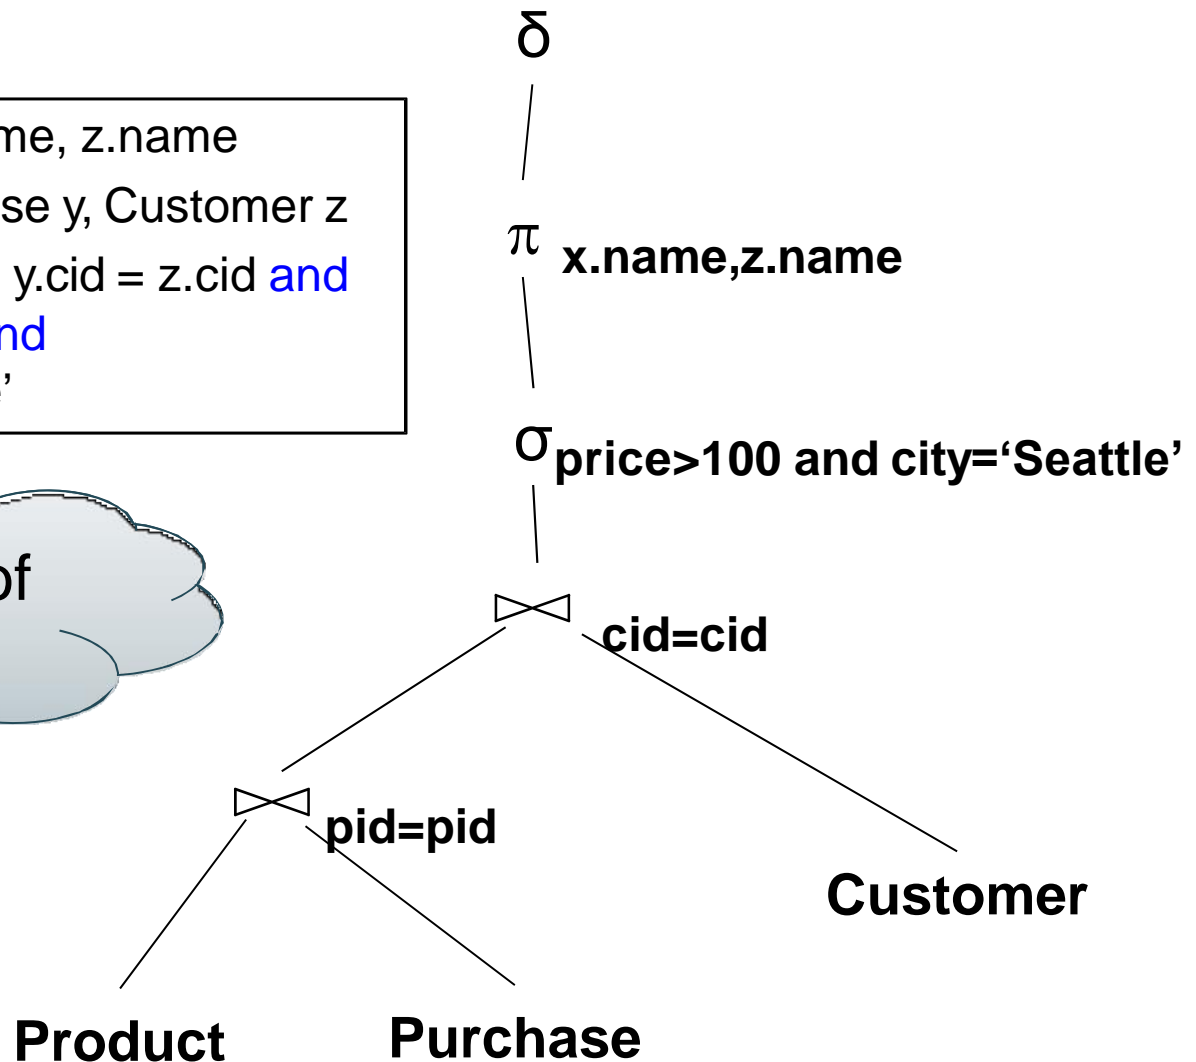 δ
me, z.name
se y, Customer z
y.cid = z.cid and
nd
’
π x.name,z.name
σ price>100 and city=‘Seattle’
of
cid=cid
pid=pid
Customer
Product
Purchase